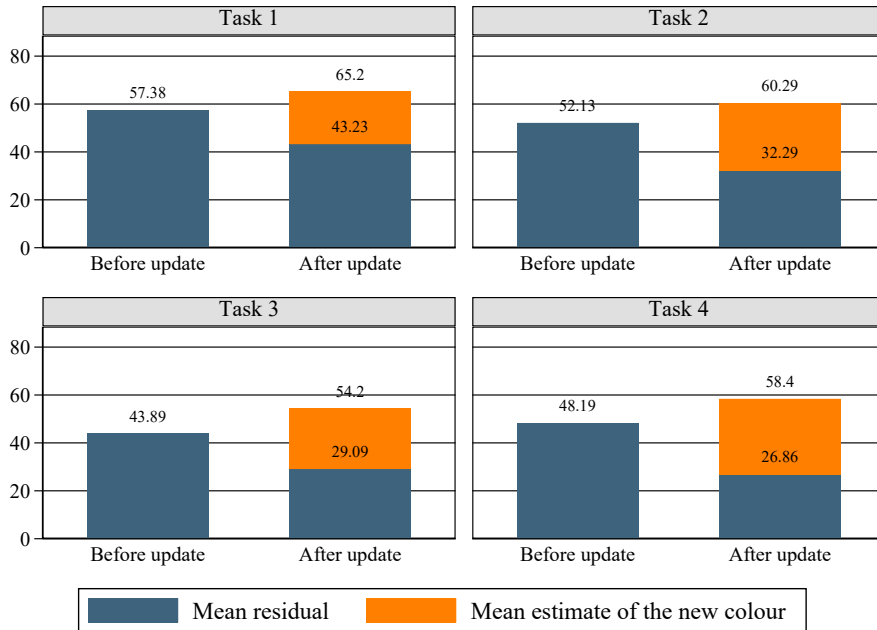 Task 1
Task 2
80
60
40
20
0
57.38
65.2
43.23
52.13
60.29
32.29
Before update
After update
Before update
After update
Task 3
Task 4
80
60
40
20
0
43.89
54.2
29.09
48.19
58.4
26.86
Before update
After update
Before update
After update
Mean residual
Mean estimate of the new colour